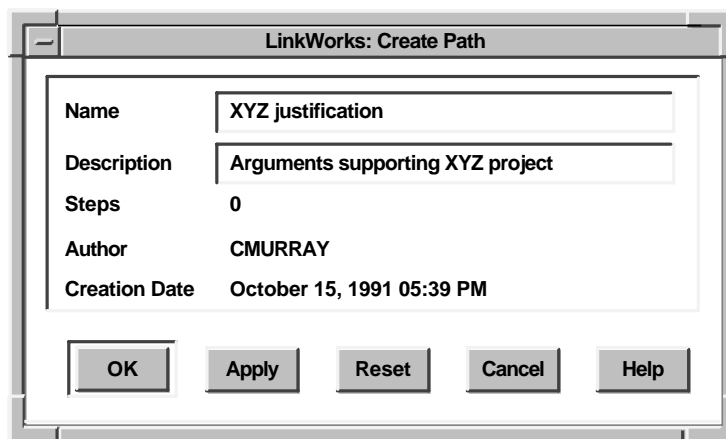 LinkWorks: Create Path
Name XYZ justification
Description Arguments supporting XYZ project
Steps 0
Author CMURRAY
Creation Date October 15, 1991 05:39 PM
OK Apply Reset Cancel Help